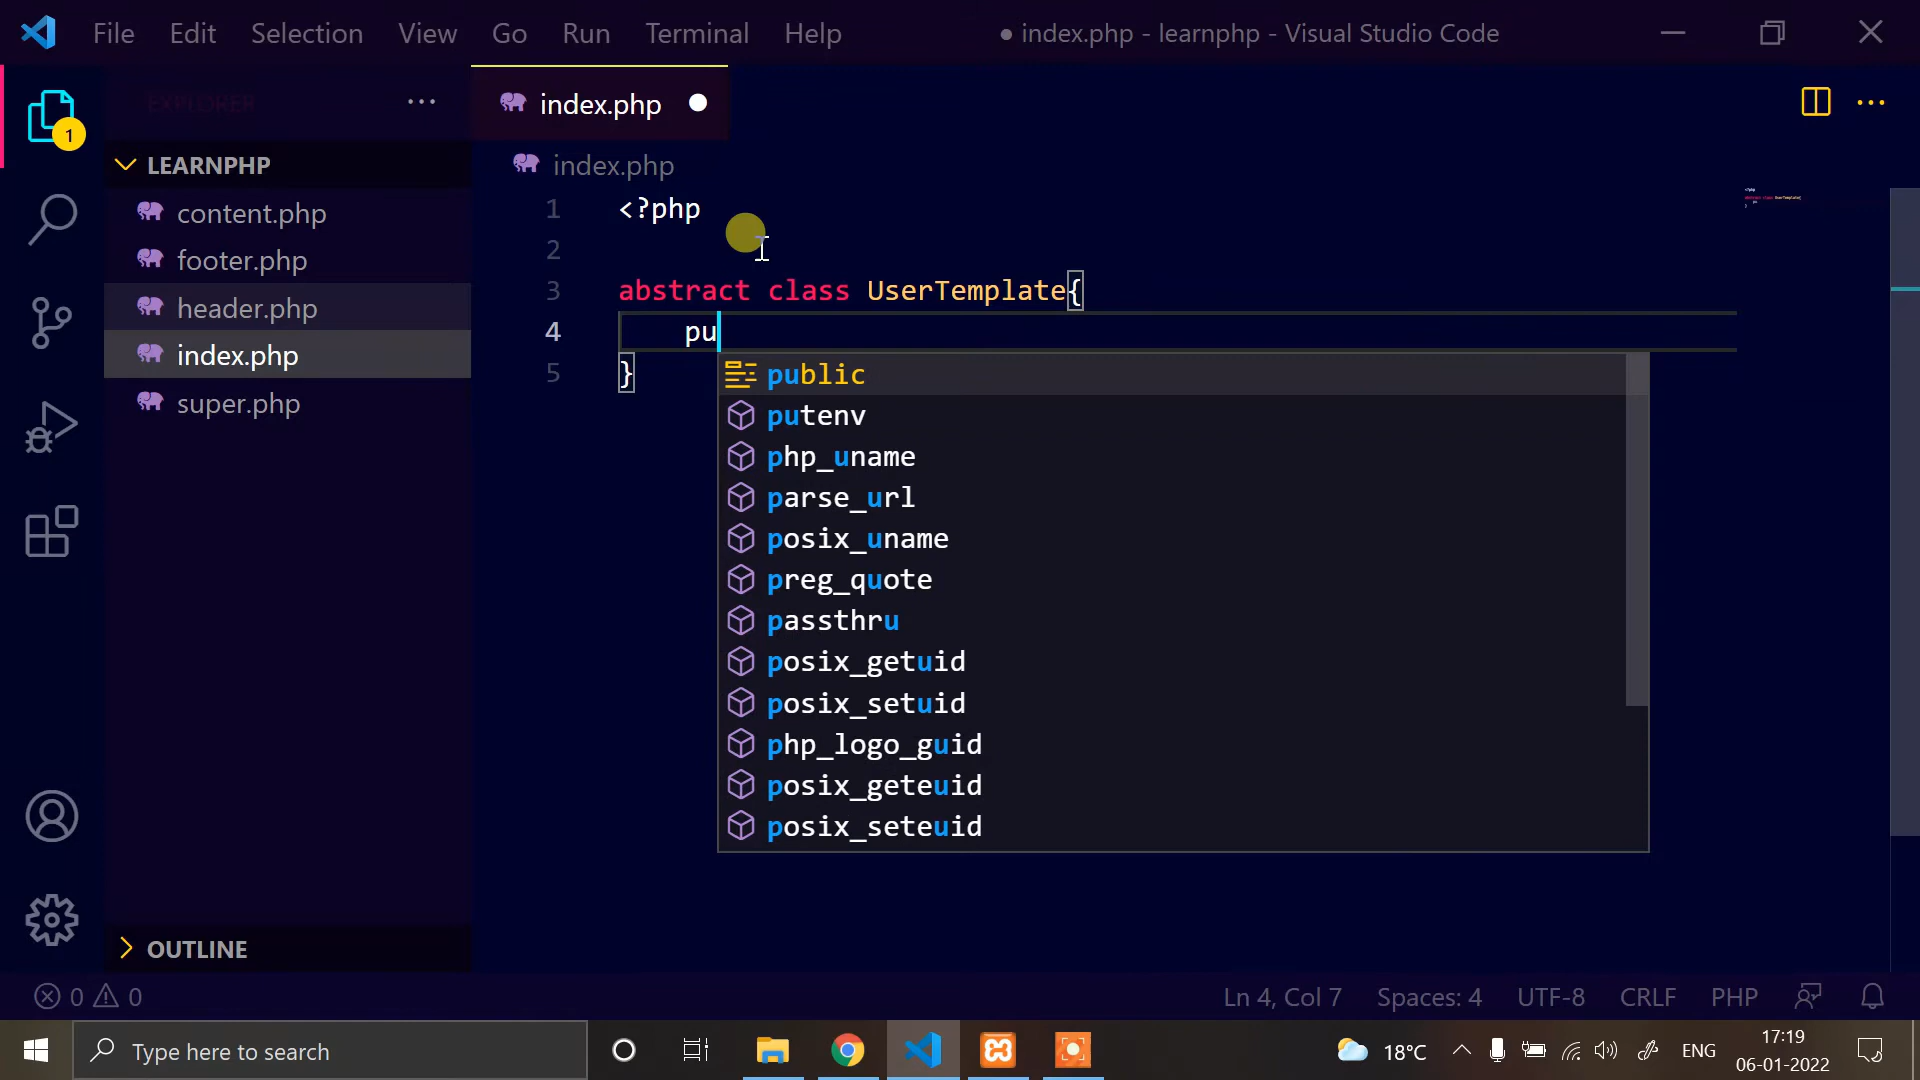 File Edit Selection View Go Run Terminal Help ● index.php - learnphp - Visual Studio Code
EXPLORER ...
index.php
1
LEARNPHP
content.php
footer.php
header.php
index.php
super.php
OUTLINE
index.php
1 <?php
2
3 abstract class UserTemplate{
4 pu
5 }
public
putenv
php_uname
parse_url
posix_uname
preg_quote
passthru
posix_getuid
posix_setuid
php_logo_guid
posix_geteuid
posix_seteuid
0 0 Ln 4, Col 7 Spaces: 4 UTF-8 CRLF PHP
Type here to search
18°C ENG
17:19
06-01-2022